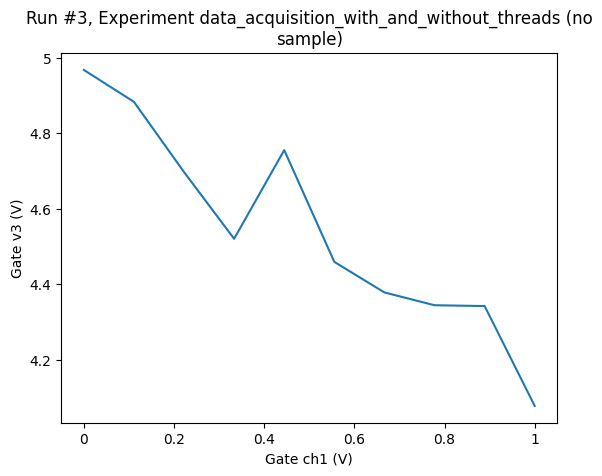 Run #3, Experiment data_acquisition_with_and_without_threads (no
sample)
5
4.8
4.6
4.4
4.2
Gate v3 (V)
0
0.2
0.4
0.6
0.8
1
Gate ch1 (V)